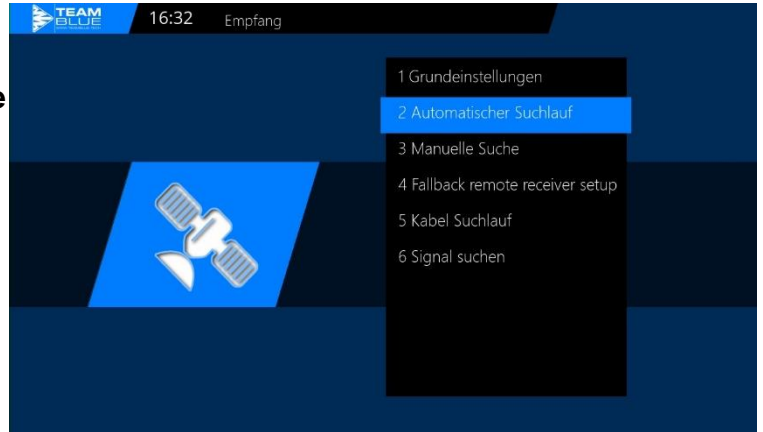 TEAM
BLUE
16:32
Empfang
1 Grundeinstellungen
e
2 Automatischer Suchlauf
3 Manuelle Suche
4 Fallback remote receiver setup
5 Kabel Suchlauf
6 Signal suchen